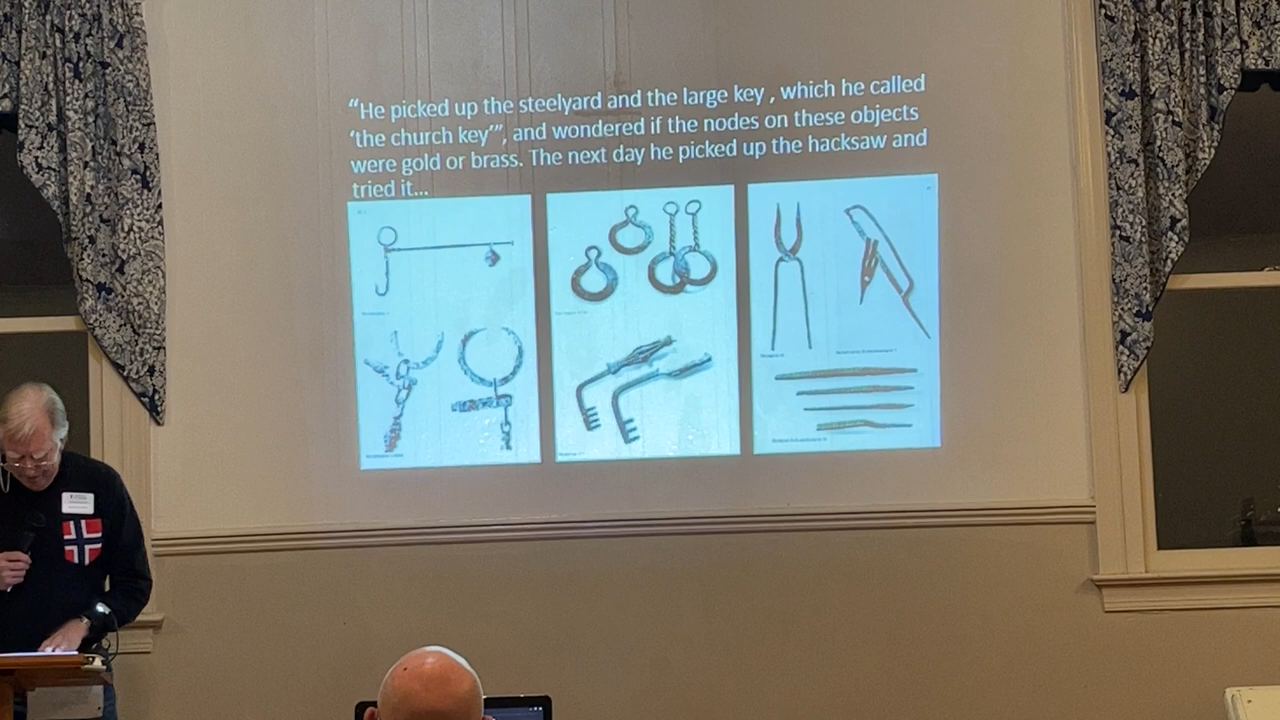 “He picked up the steelyard and the large key , which he called
‘the church key’”, and wondered if the nodes on these objects
were gold or brass. The next day he picked up the hacksaw and
tried it...